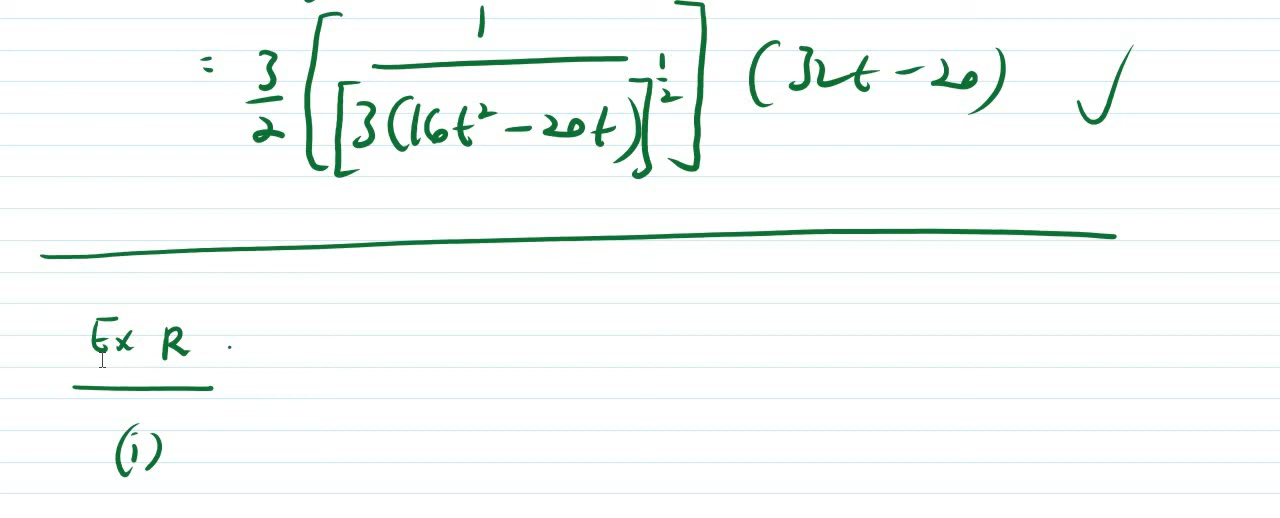 = 3/2 [1/[3(16t² - 20t)]^(1/2)] (32t - 20) ✓
Ex R .
(i)